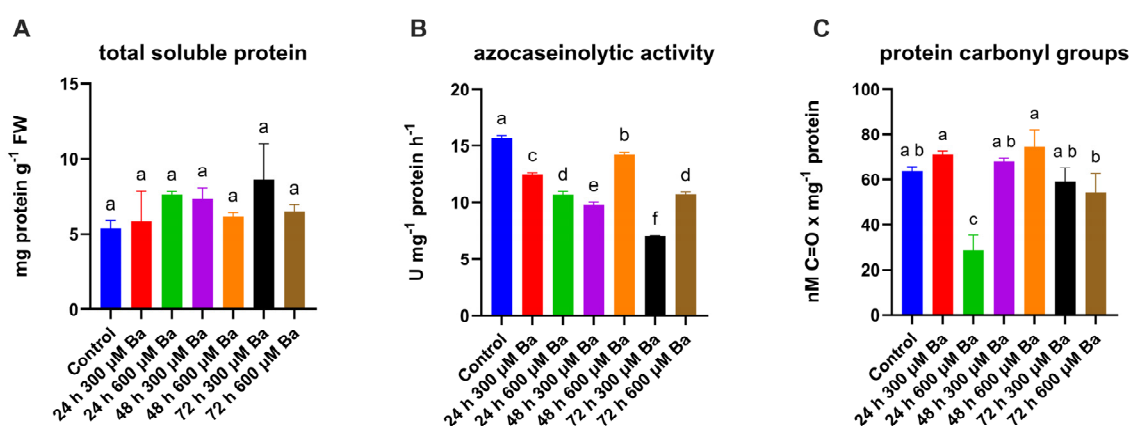 A
total soluble protein
mg protein g-1 FW
15
10
5
0
a
a
a
a
a
a
a
Control
24 h 300 µM Ba
24 h 600 µM Ba
48 h 300 µM Ba
48 h 600 µM Ba
72 h 300 µM Ba
72 h 600 µM Ba
B
azocaseinolytic activity
U mg-1 protein h-1
20
15
10
5
0
a
c
d
e
b
f
d
Control
24 h 300 µM Ba
24 h 600 µM Ba
48 h 300 µM Ba
48 h 600 µM Ba
72 h 300 µM Ba
72 h 600 µM Ba
C
protein carbonyl groups
nM C=O x mg-1 protein
100
80
60
40
20
0
a b
a
c
a b
a
a b
b
Control
24 h 300 µM Ba
24 h 600 µM Ba
48 h 300 µM Ba
48 h 600 µM Ba
72 h 300 µM Ba
72 h 600 µM Ba